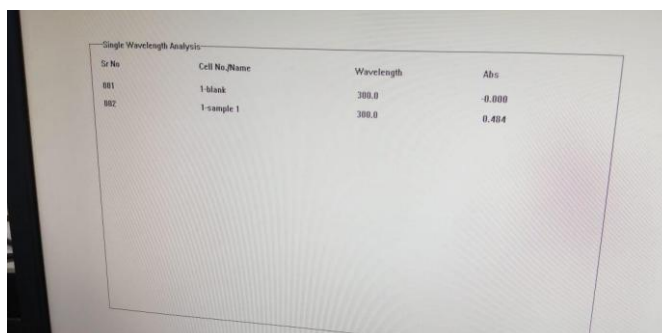 Single Wavelength Analysis
Sr No Cell No./Name Wavelength Abs
001 1-blank 300.0 -0.000
002 1-sample 1 300.0 0.484